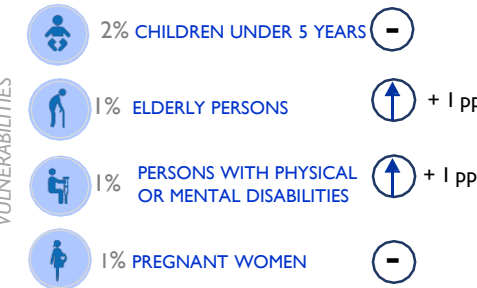 VULNERABILITIES
2% CHILDREN UNDER 5 YEARS -
1% ELDERLY PERSONS + 1 pp
1% PERSONS WITH PHYSICAL
OR MENTAL DISABILITIES + 1 pp
1% PREGNANT WOMEN -